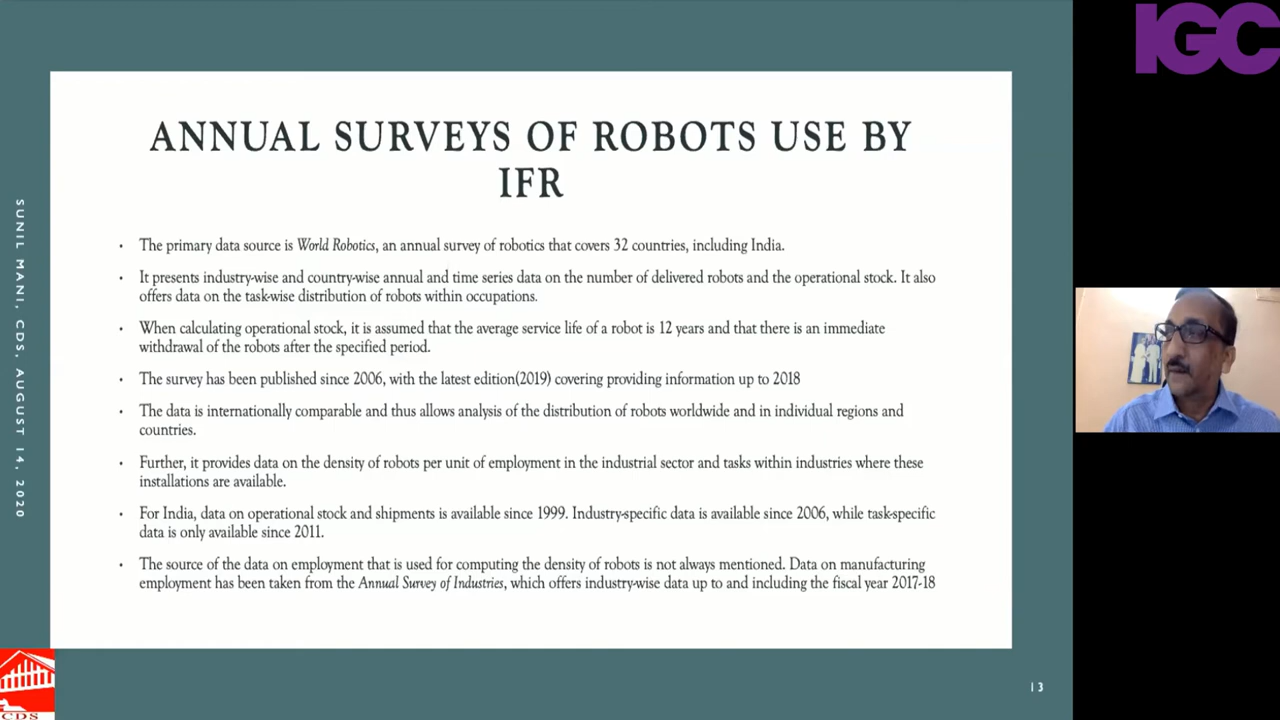 IGC
ANNUAL SURVEYS OF ROBOTS USE BY
IFR
• The primary data source is World Robotics, an annual survey of robotics that covers 32 countries, including India.
• It presents industry-wise and country-wise annual and time series data on the number of delivered robots and the operational stock. It also
offers data on the task-wise distribution of robots within occupations.
• When calculating operational stock, it is assumed that the average service life of a robot is 12 years and that there is an immediate
withdrawal of the robots after the specified period.
• The survey has been published since 2006, with the latest edition(2019) covering providing information up to 2018
• The data is internationally comparable and thus allows analysis of the distribution of robots worldwide and in individual regions and
countries.
• Further, it provides data on the density of robots per unit of employment in the industrial sector and tasks within industries where these
installations are available.
• For India, data on operational stock and shipments is available since 1999. Industry-specific data is available since 2006, while task-specific
data is only available since 2011.
• The source of the data on employment that is used for computing the density of robots is not always mentioned. Data on manufacturing
employment has been taken from the Annual Survey of Industries, which offers industry-wise data up to and including the fiscal year 2017-18
SUNIL MANI, CDS, AUGUST 14, 2020
13
CDS